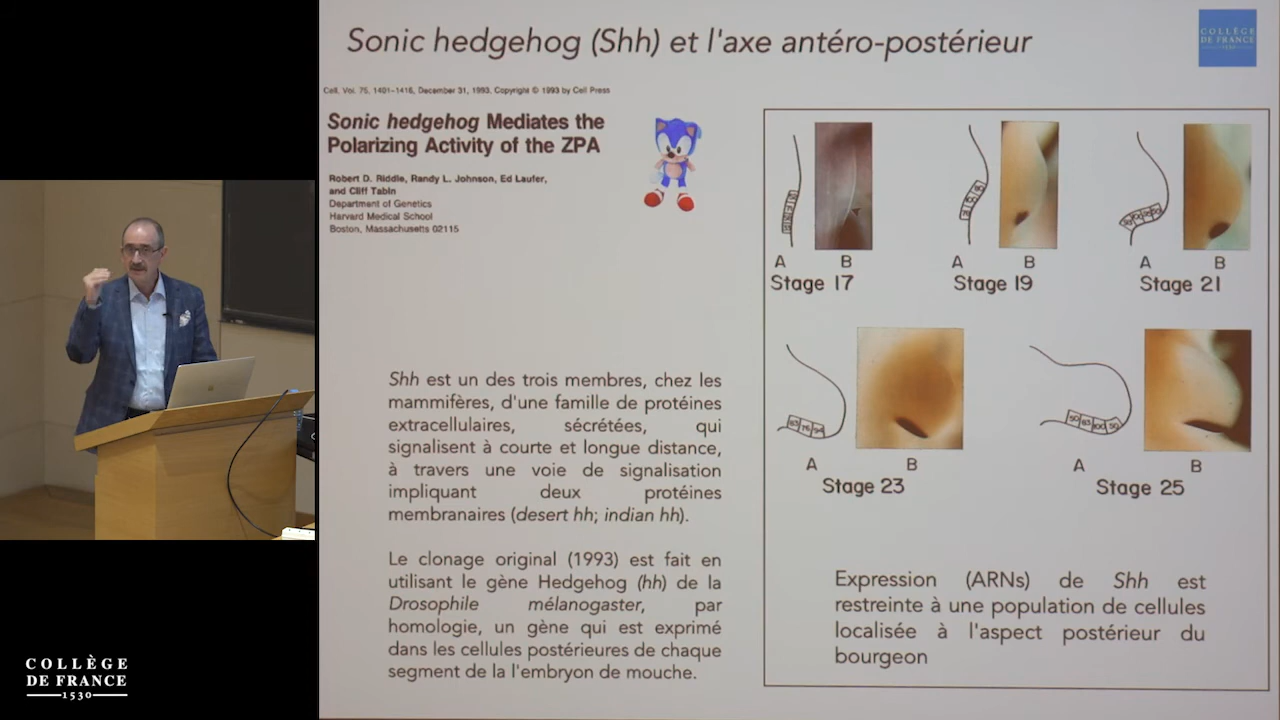 Sonic hedgehog (Shh) et l'axe antéro-postérieur
COLLÈGE
DE FRANCE
1530
Cell, Vol. 75, 1401–1416, December 31, 1993, Copyright © 1993 by Cell Press
Sonic hedgehog Mediates the
Polarizing Activity of the ZPA
Robert D. Riddle, Randy L. Johnson, Ed Laufer,
and Cliff Tabin
Department of Genetics
Harvard Medical School
Boston, Massachusetts 02115
A B
Stage 17
A B
Stage 19
A B
Stage 21
A B
Stage 23
A B
Stage 25
Shh est un des trois membres, chez les
mammifères, d'une famille de protéines
extracellulaires, sécrétées, qui
signalisent à courte et longue distance,
à travers une voie de signalisation
impliquant deux protéines
membranaires (desert hh; indian hh).
Le clonage original (1993) est fait en
utilisant le gène Hedgehog (hh) de la
Drosophile mélanogaster, par
homologie, un gène qui est exprimé
dans les cellules postérieures de chaque
segment de la l'embryon de mouche.
Expression (ARNs) de Shh est
restreinte à une population de cellules
localisée à l'aspect postérieur du
bourgeon
COLLÈGE
DE FRANCE
1530